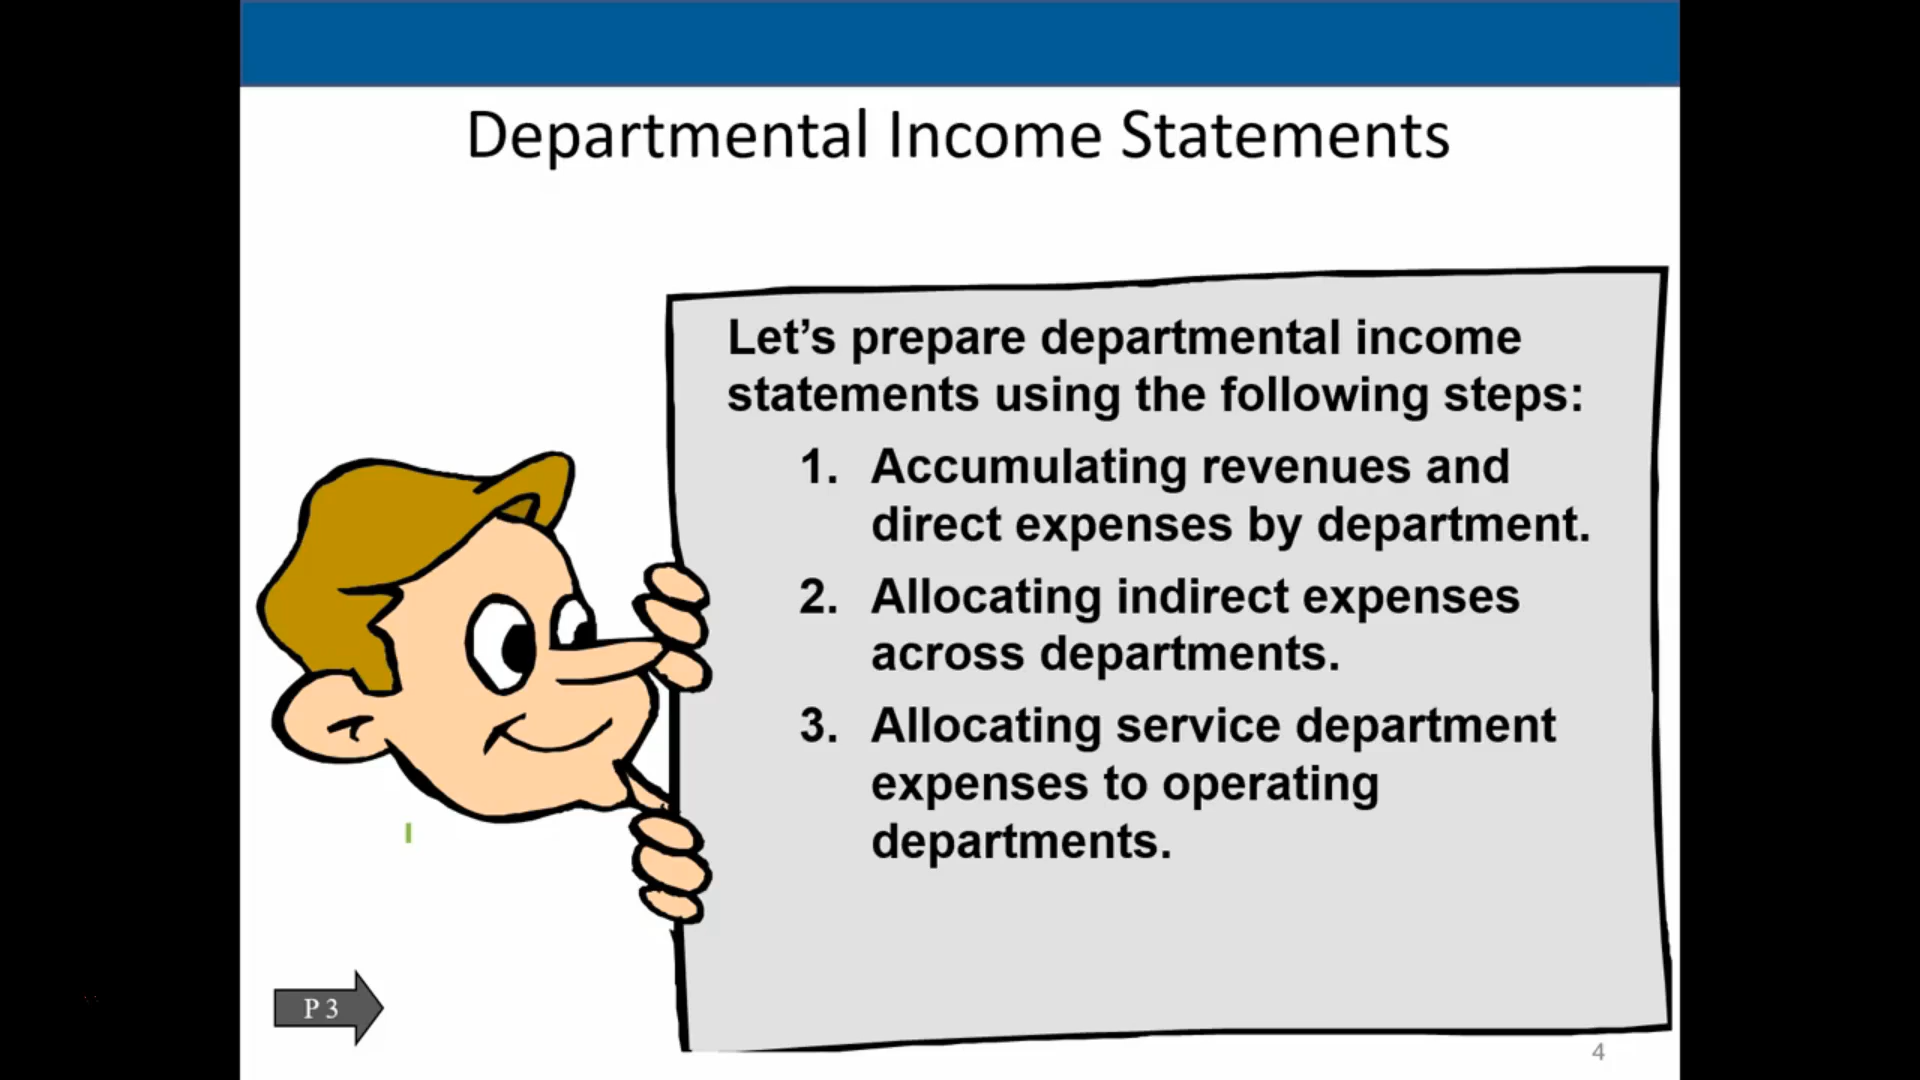 Departmental Income Statements
Let’s prepare departmental income
statements using the following steps:
1. Accumulating revenues and
direct expenses by department.
2. Allocating indirect expenses
across departments.
3. Allocating service department
expenses to operating
departments.
P 3
4